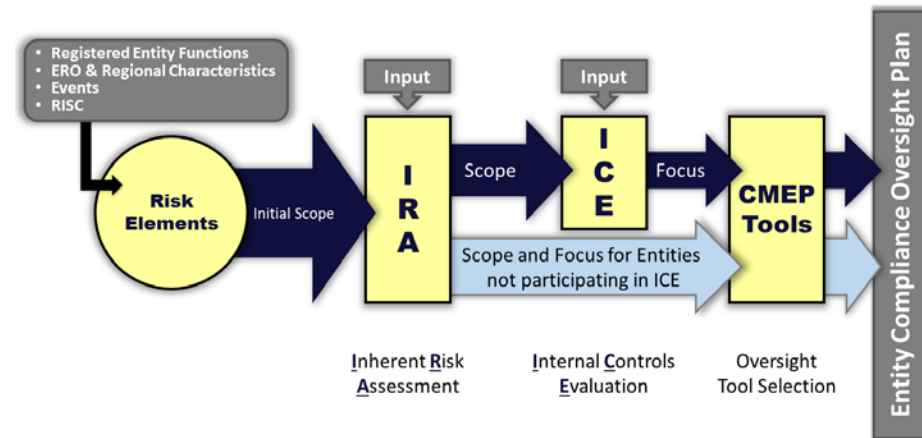 • Registered Entity Functions
• ERO & Regional Characteristics
• Events
• RISC
Input
Input
Risk
Elements
Initial Scope
I
R
A
Scope
I
C
E
Focus
CMEP
Tools
Scope and Focus for Entities
not participating in ICE
Inherent Risk
Assessment
Internal Controls
Evaluation
Oversight
Tool Selection
Entity Compliance Oversight Plan